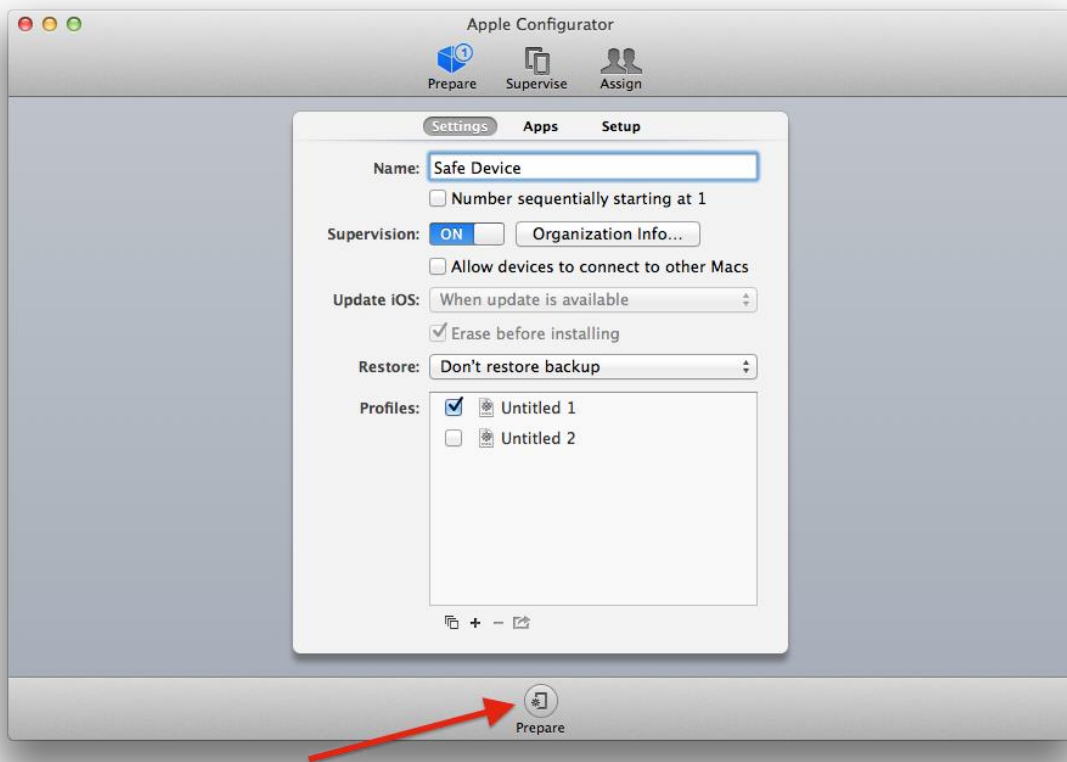 Apple Configurator
1
Prepare Supervise Assign
Settings Apps Setup
Name: Safe Device
Number sequentially starting at 1
Supervision: ON Organization Info...
Allow devices to connect to other Macs
Update iOS: When update is available
Erase before installing
Restore: Don't restore backup
Profiles: Untitled 1
Untitled 2
Prepare